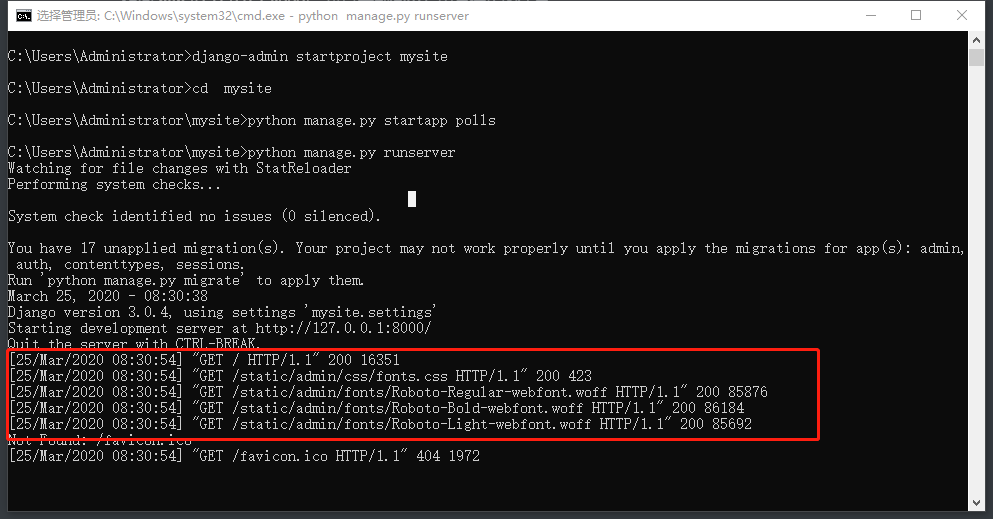 选择管理员: C:\Windows\system32\cmd.exe - python  manage.py runserver
C:\Users\Administrator>django-admin startproject mysite
C:\Users\Administrator>cd  mysite
C:\Users\Administrator\mysite>python manage.py startapp polls
C:\Users\Administrator\mysite>python manage.py runserver
Watching for file changes with StatReloader
Performing system checks...
System check identified no issues (0 silenced).
You have 17 unapplied migration(s). Your project may not work properly until you apply the migrations for app(s): admin,
 auth, contenttypes, sessions.
Run 'python manage.py migrate' to apply them.
March 25, 2020 - 08:30:38
Django version 3.0.4, using settings 'mysite.settings'
Starting development server at http://127.0.0.1:8000/
Quit the server with CTRL-BREAK.
[25/Mar/2020 08:30:54] "GET / HTTP/1.1" 200 16351
[25/Mar/2020 08:30:54] "GET /static/admin/css/fonts.css HTTP/1.1" 200 423
[25/Mar/2020 08:30:54] "GET /static/admin/fonts/Roboto-Regular-webfont.woff HTTP/1.1" 200 85876
[25/Mar/2020 08:30:54] "GET /static/admin/fonts/Roboto-Bold-webfont.woff HTTP/1.1" 200 86184
[25/Mar/2020 08:30:54] "GET /static/admin/fonts/Roboto-Light-webfont.woff HTTP/1.1" 200 85692
Not Found: /favicon.ico
[25/Mar/2020 08:30:54] "GET /favicon.ico HTTP/1.1" 404 1972